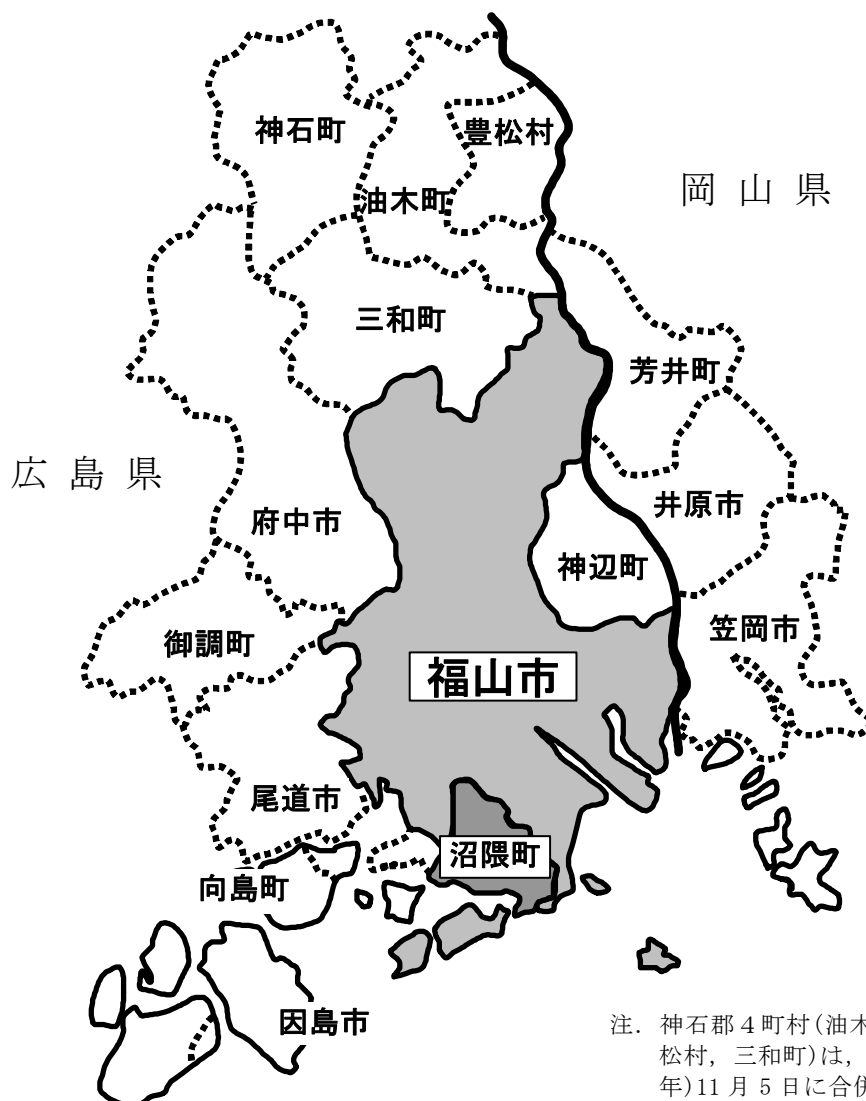 神石町
豊松村
油木町
岡山県
三和町
芳井町
広島県
府中市
井原市
神辺町
御調町
笠岡市
福山市
尾道市
沼隈町
向島町
因島市
注．神石郡４町村(油木
松村，三和町)は，
年)11 月 5 日に合併